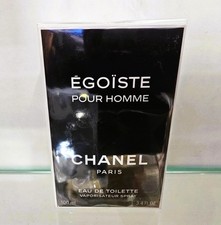 ÉGOÏSTE
POUR HOMME
CHANEL
PARIS
EAU DE TOILETTE
VAPORISATEUR SPRAY